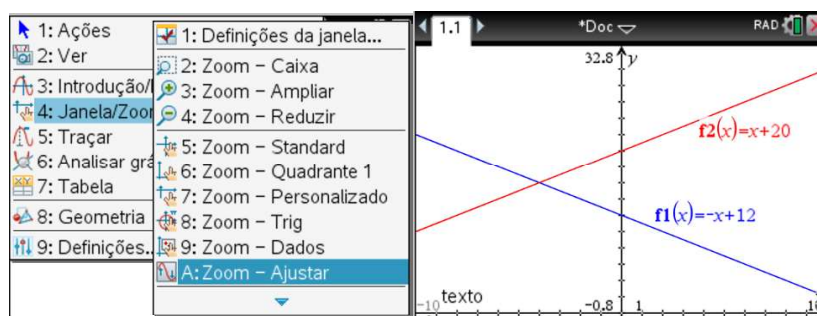 1: Ações
2: Ver
3: Introdução/
4: Janela/Zoo
5: Traçar
6: Analisar grá
7: Tabela
8: Geometria
9: Definições..
1: Definições da janela...
2: Zoom – Caixa
3: Zoom – Ampliar
4: Zoom – Reduzir
5: Zoom – Standard
6: Zoom – Quadrante 1
7: Zoom – Personalizado
8: Zoom – Trig
9: Zoom – Dados
A: Zoom – Ajustar
1.1 *Doc RAD
32.8 y
f2(x)=x+20
f1(x)=-x+12
-10 texto -0.8 1 10